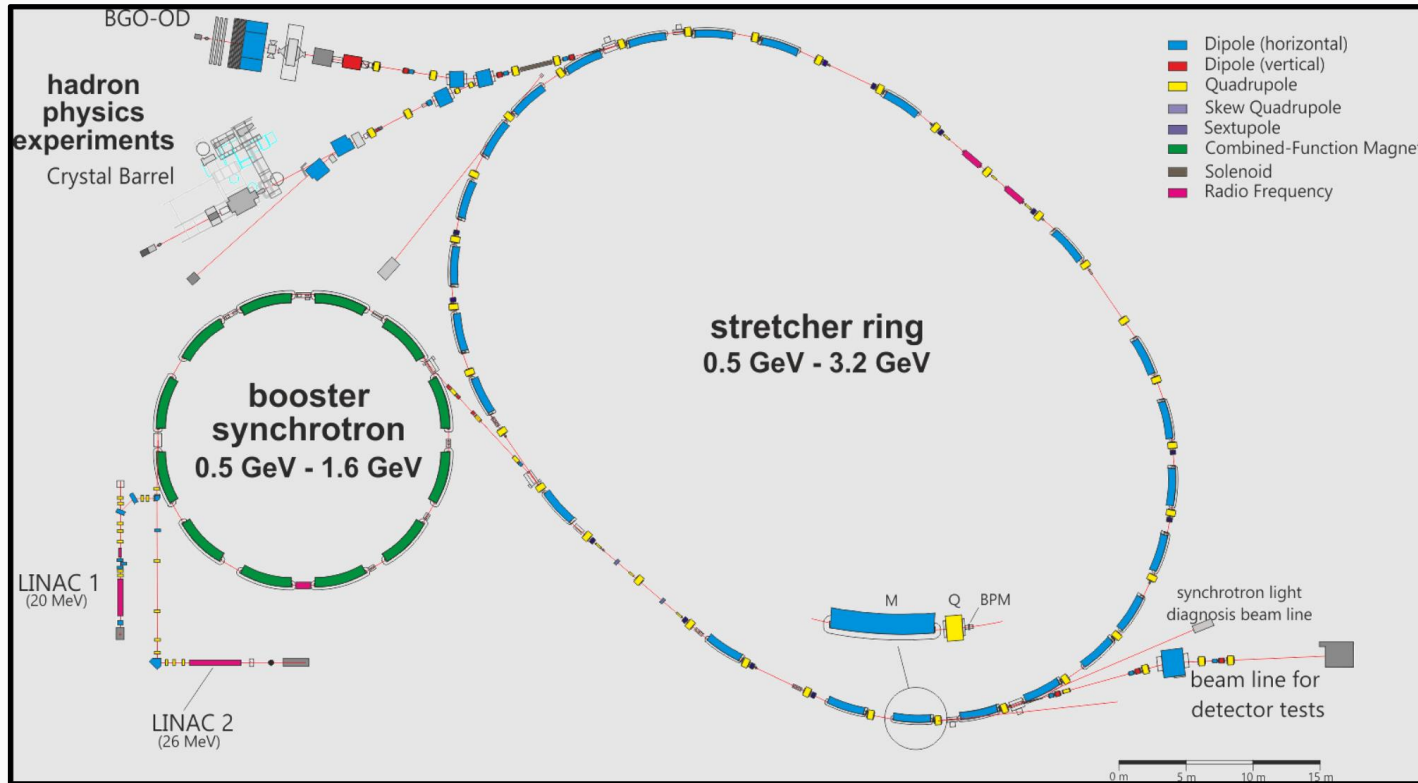 BGO-OD
hadron
physics
experiments
Crystal Barrel
Dipole (horizontal)
Dipole (vertical)
Quadrupole
Skew Quadrupole
Sextupole
Combined-Function Magnet
Solenoid
Radio Frequency
stretcher ring
0.5 GeV - 3.2 GeV
booster
synchrotron
0.5 GeV - 1.6 GeV
LINAC 1
(20 MeV)
LINAC 2
(26 MeV)
M Q BPM
synchrotron light
diagnosis beam line
beam line for
detector tests
0 m 5 m 10 m 15 m